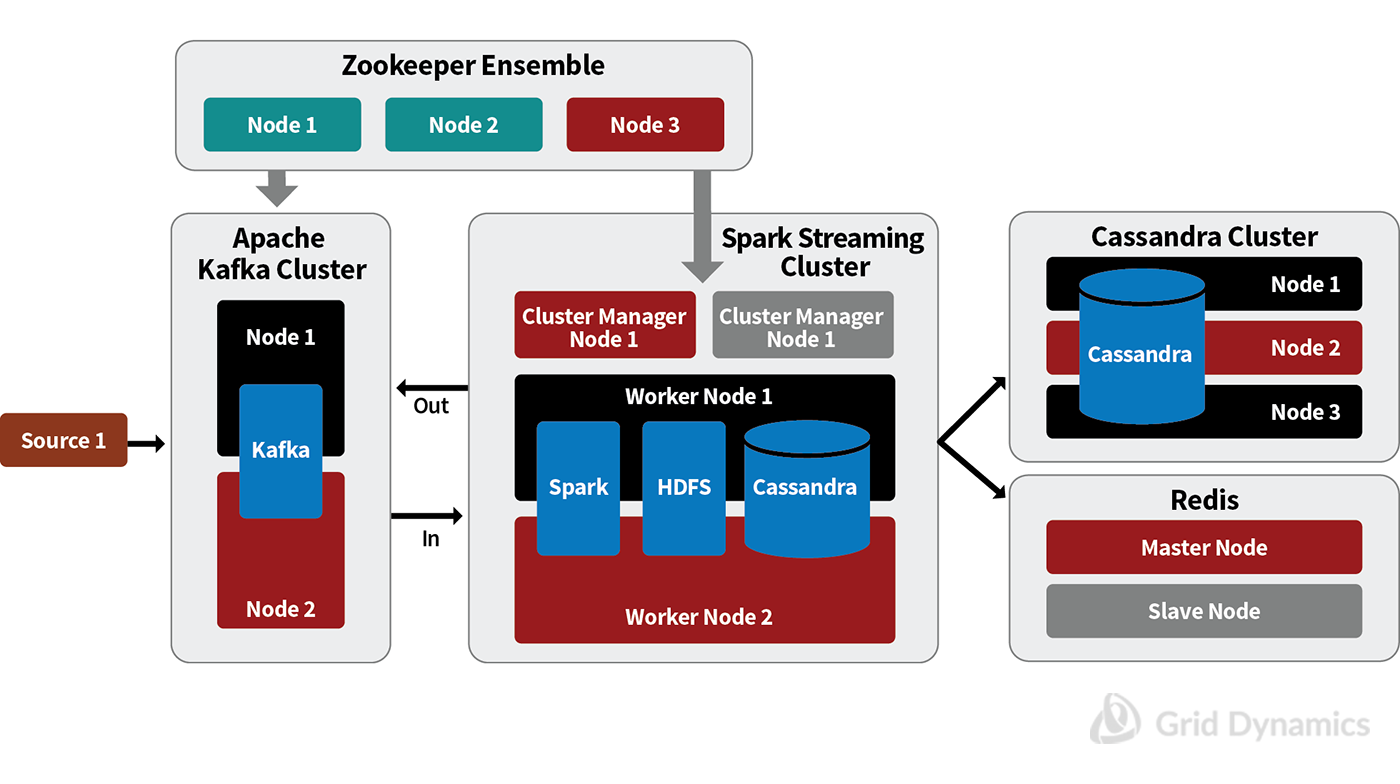 Zookeeper Ensemble
Node 1
Node 2
Node 3
Apache
Kafka Cluster
Node 1
Kafka
Node 2
Source 1
Out
In
Spark Streaming
Cluster
Cluster Manager
Node 1
Cluster Manager
Node 1
Worker Node 1
Spark
HDFS
Cassandra
Worker Node 2
Cassandra Cluster
Node 1
Node 2
Node 3
Cassandra
Redis
Master Node
Slave Node
Grid Dynamics